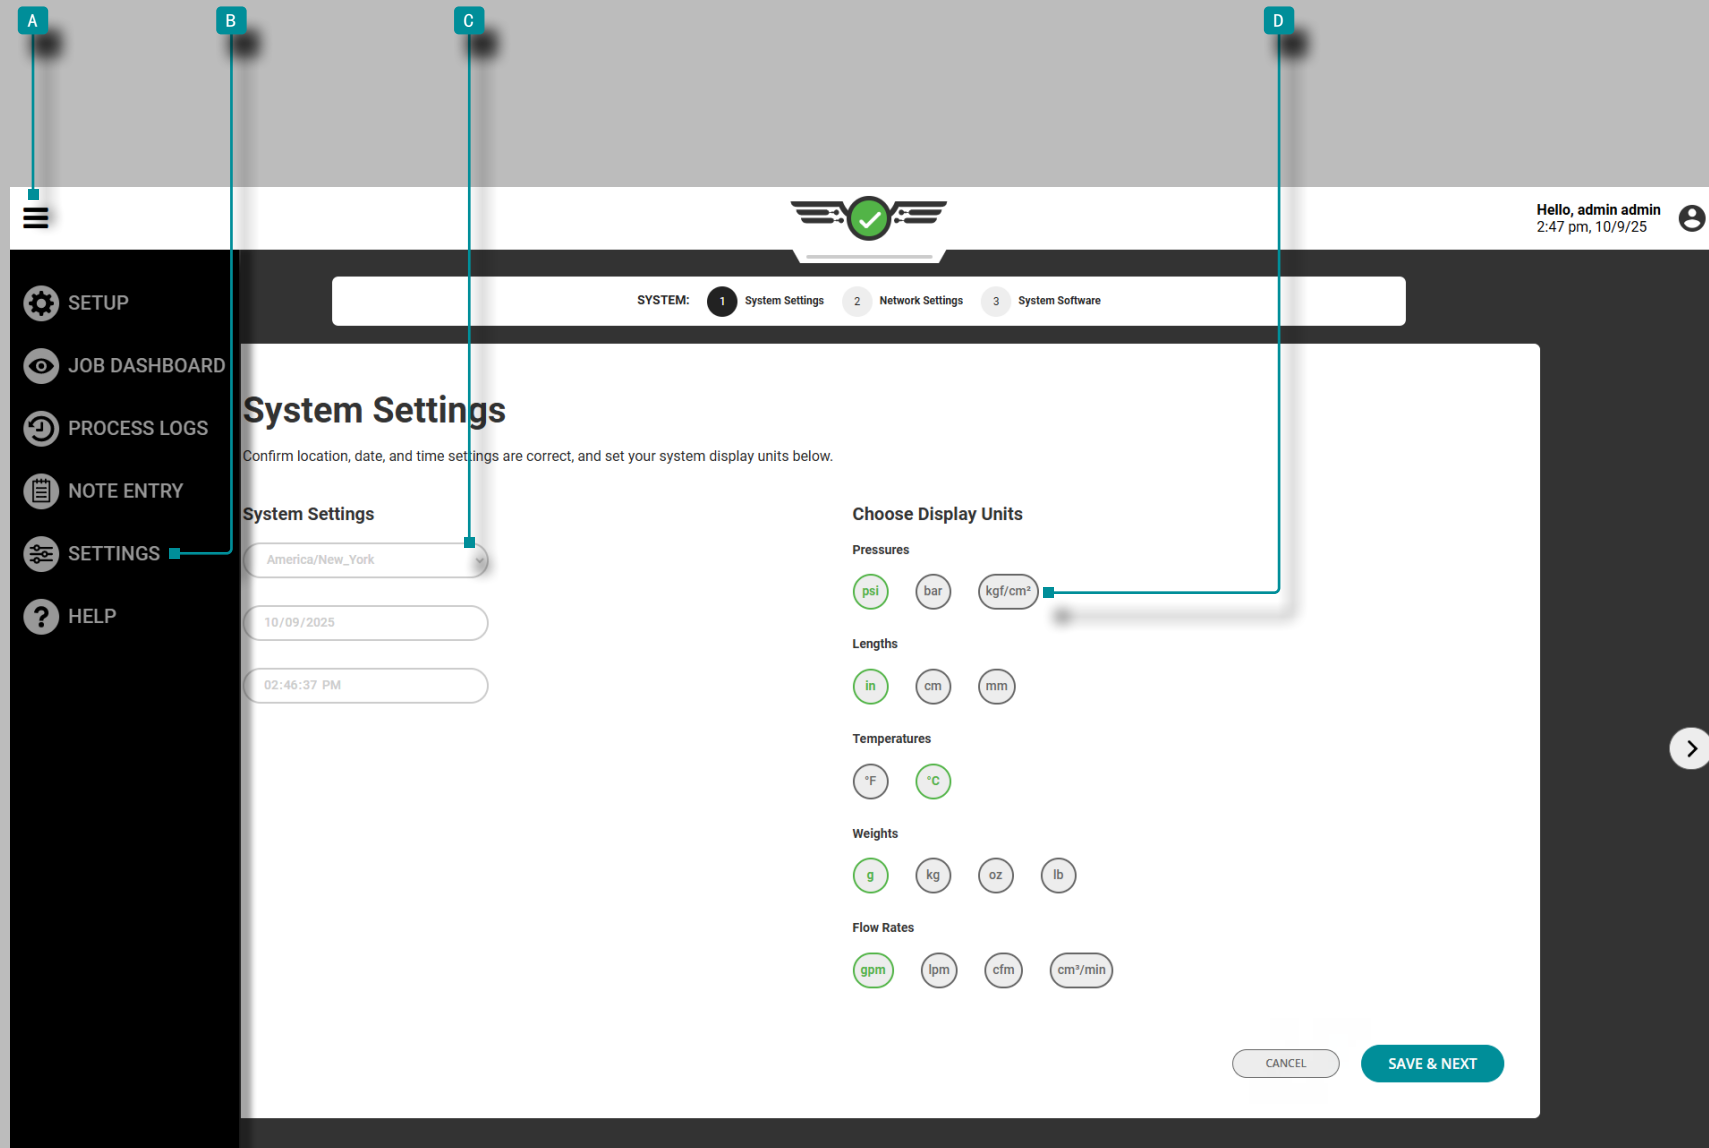 A
B
C
D
Hello, admin admin
2:47 pm, 10/9/25
SETUP
JOB DASHBOARD
PROCESS LOGS
NOTE ENTRY
SETTINGS
HELP
SYSTEM: 1 System Settings 2 Network Settings 3 System Software
System Settings
Confirm location, date, and time settings are correct, and set your system display units below.
System Settings
America/New_York
10/09/2025
02:46:37 PM
Choose Display Units
Pressures
psi bar kgf/cm²
Lengths
in cm mm
Temperatures
°F °C
Weights
g kg oz lb
Flow Rates
gpm lpm cfm cm³/min
CANCEL SAVE & NEXT